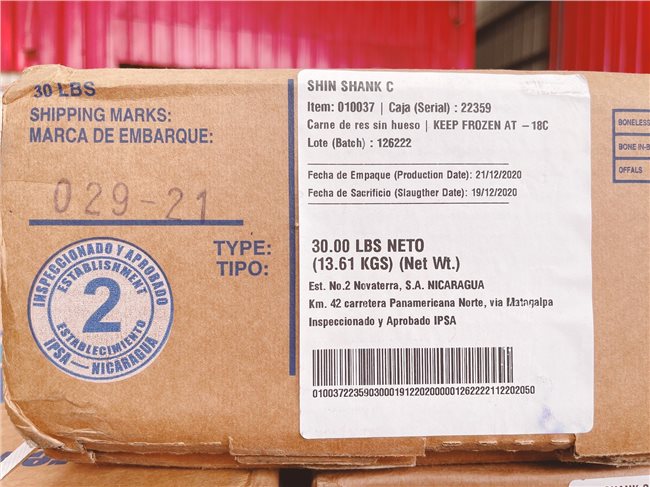 30 LBS
SHIPPING MARKS:
MARCA DE EMBARQUE:
029-21
INSPECCIONADO Y APROBADO
ESTABLISHMENT
2
ESTABLECIMIENTO
IPSA — NICARAGUA
TYPE:
TIPO:
SHIN SHANK C
Item: 010037 | Caja (Serial) : 22359
Carne de res sin hueso | KEEP FROZEN AT – 18C
Lote (Batch) : 126222
Fecha de Empaque (Production Date): 21/12/2020
Fecha de Sacrificio (Slaugther Date): 19/12/2020
30.00 LBS NETO
(13.61 KGS) (Net Wt.)
Est. No.2 Novaterra, S.A. NICARAGUA
Km. 42 carretera Panamericana Norte, via Matagalpa
Inspeccionado y Aprobado IPSA
01003722359030001912202000001262222112202050
BONELESS
BONE IN-B
OFFALS